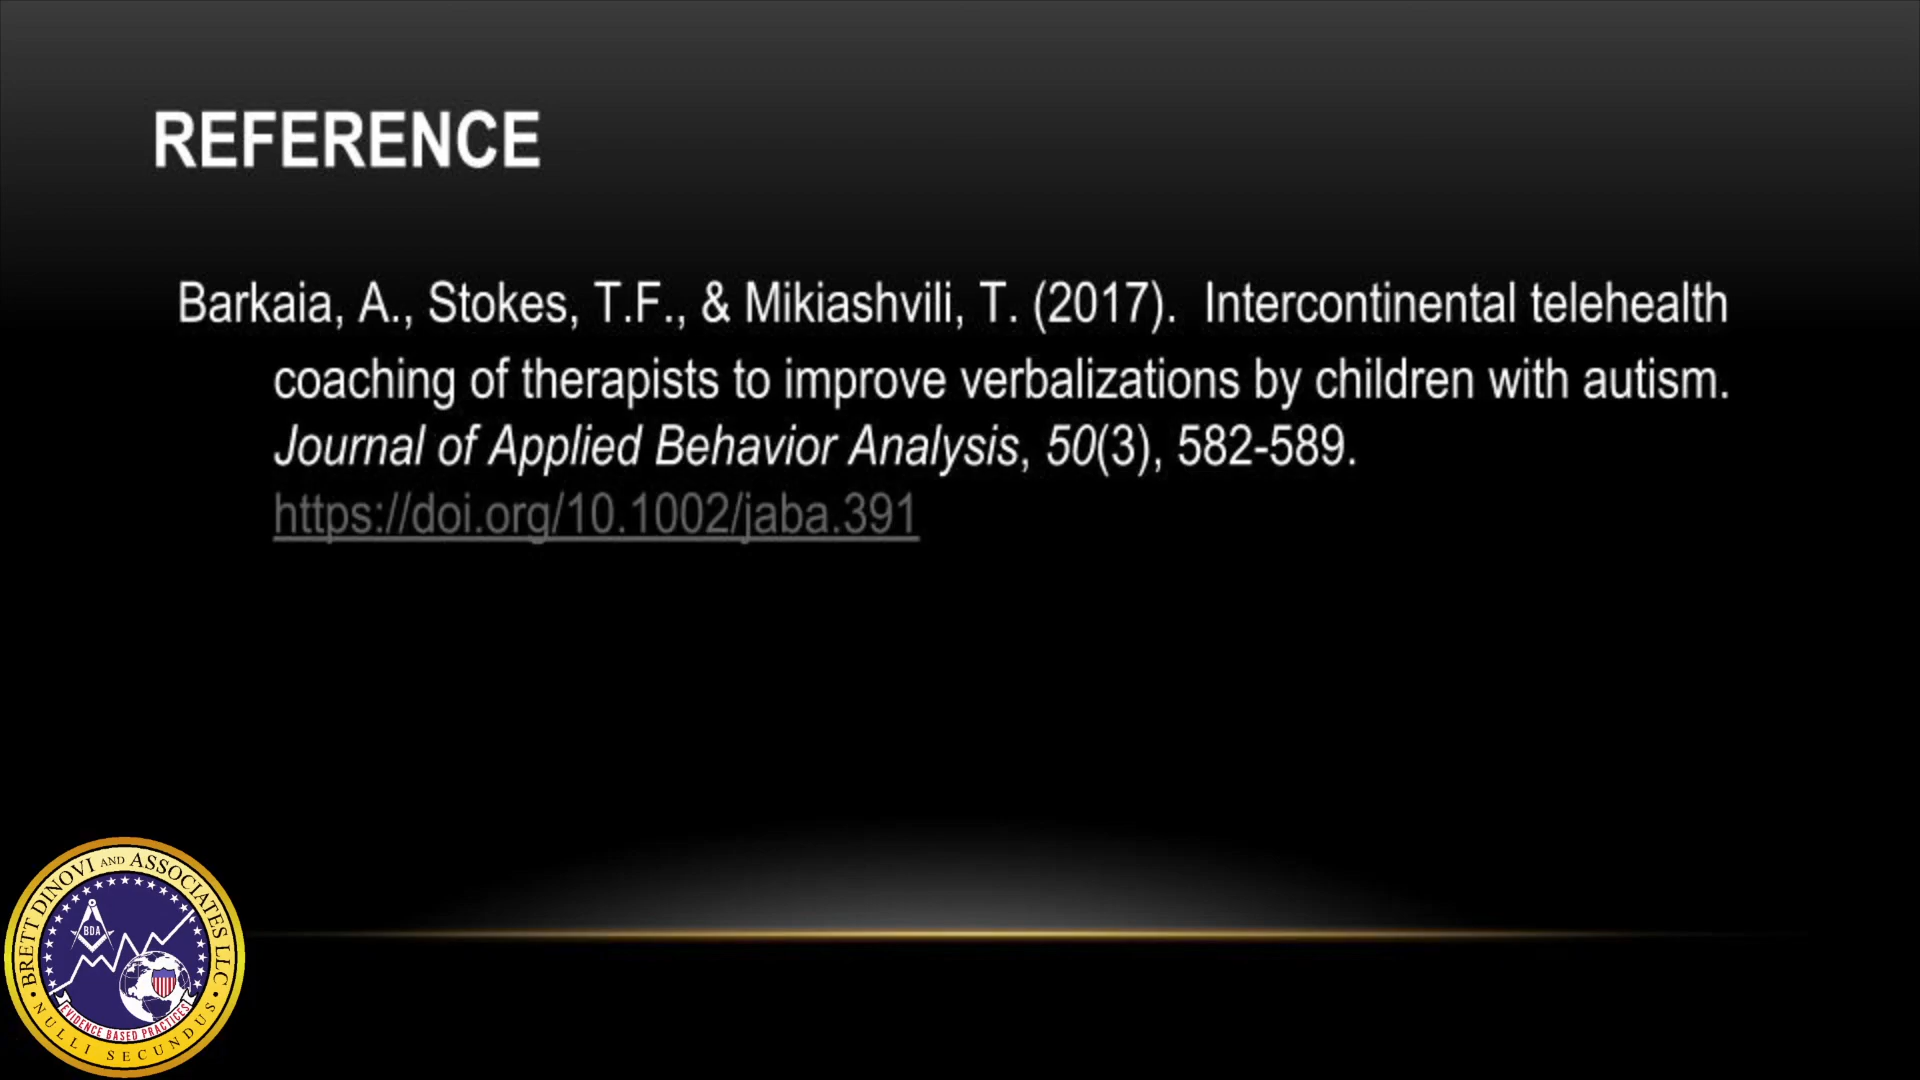 REFERENCE
Barkaia, A., Stokes, T.F., & Mikiashvili, T. (2017).  Intercontinental telehealth
coaching of therapists to improve verbalizations by children with autism.
Journal of Applied Behavior Analysis, 50(3), 582-589.
https://doi.org/10.1002/jaba.391
BRETT DINOVI AND ASSOCIATES LLC
BDA
EVIDENCE BASED PRACTICES
NULLI SECUNDUS